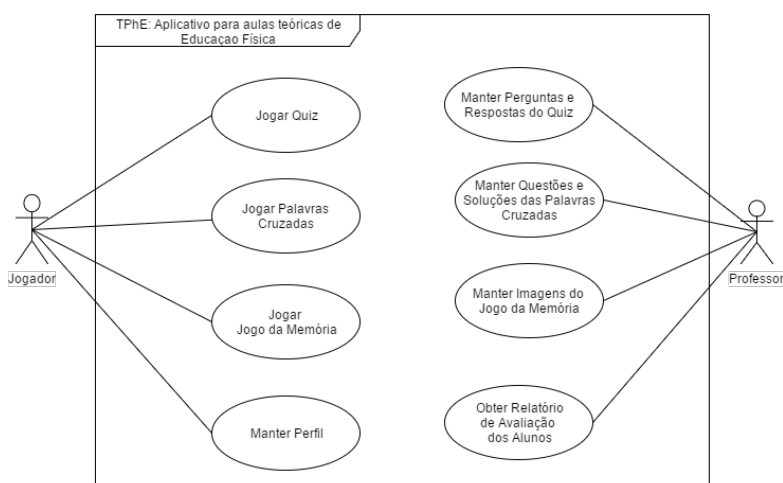 TPhE: Aplicativo para aulas teóricas de
Educaçao Física
Jogar Quiz
Jogar Palavras
Cruzadas
Jogar
Jogo da Memória
Manter Perfil
Manter Perguntas e
Respostas do Quiz
Manter Questões e
Soluções das Palavras
Cruzadas
Manter Imagens do
Jogo da Memória
Obter Relatório
de Avaliação
dos Alunos
Jogador
Professor